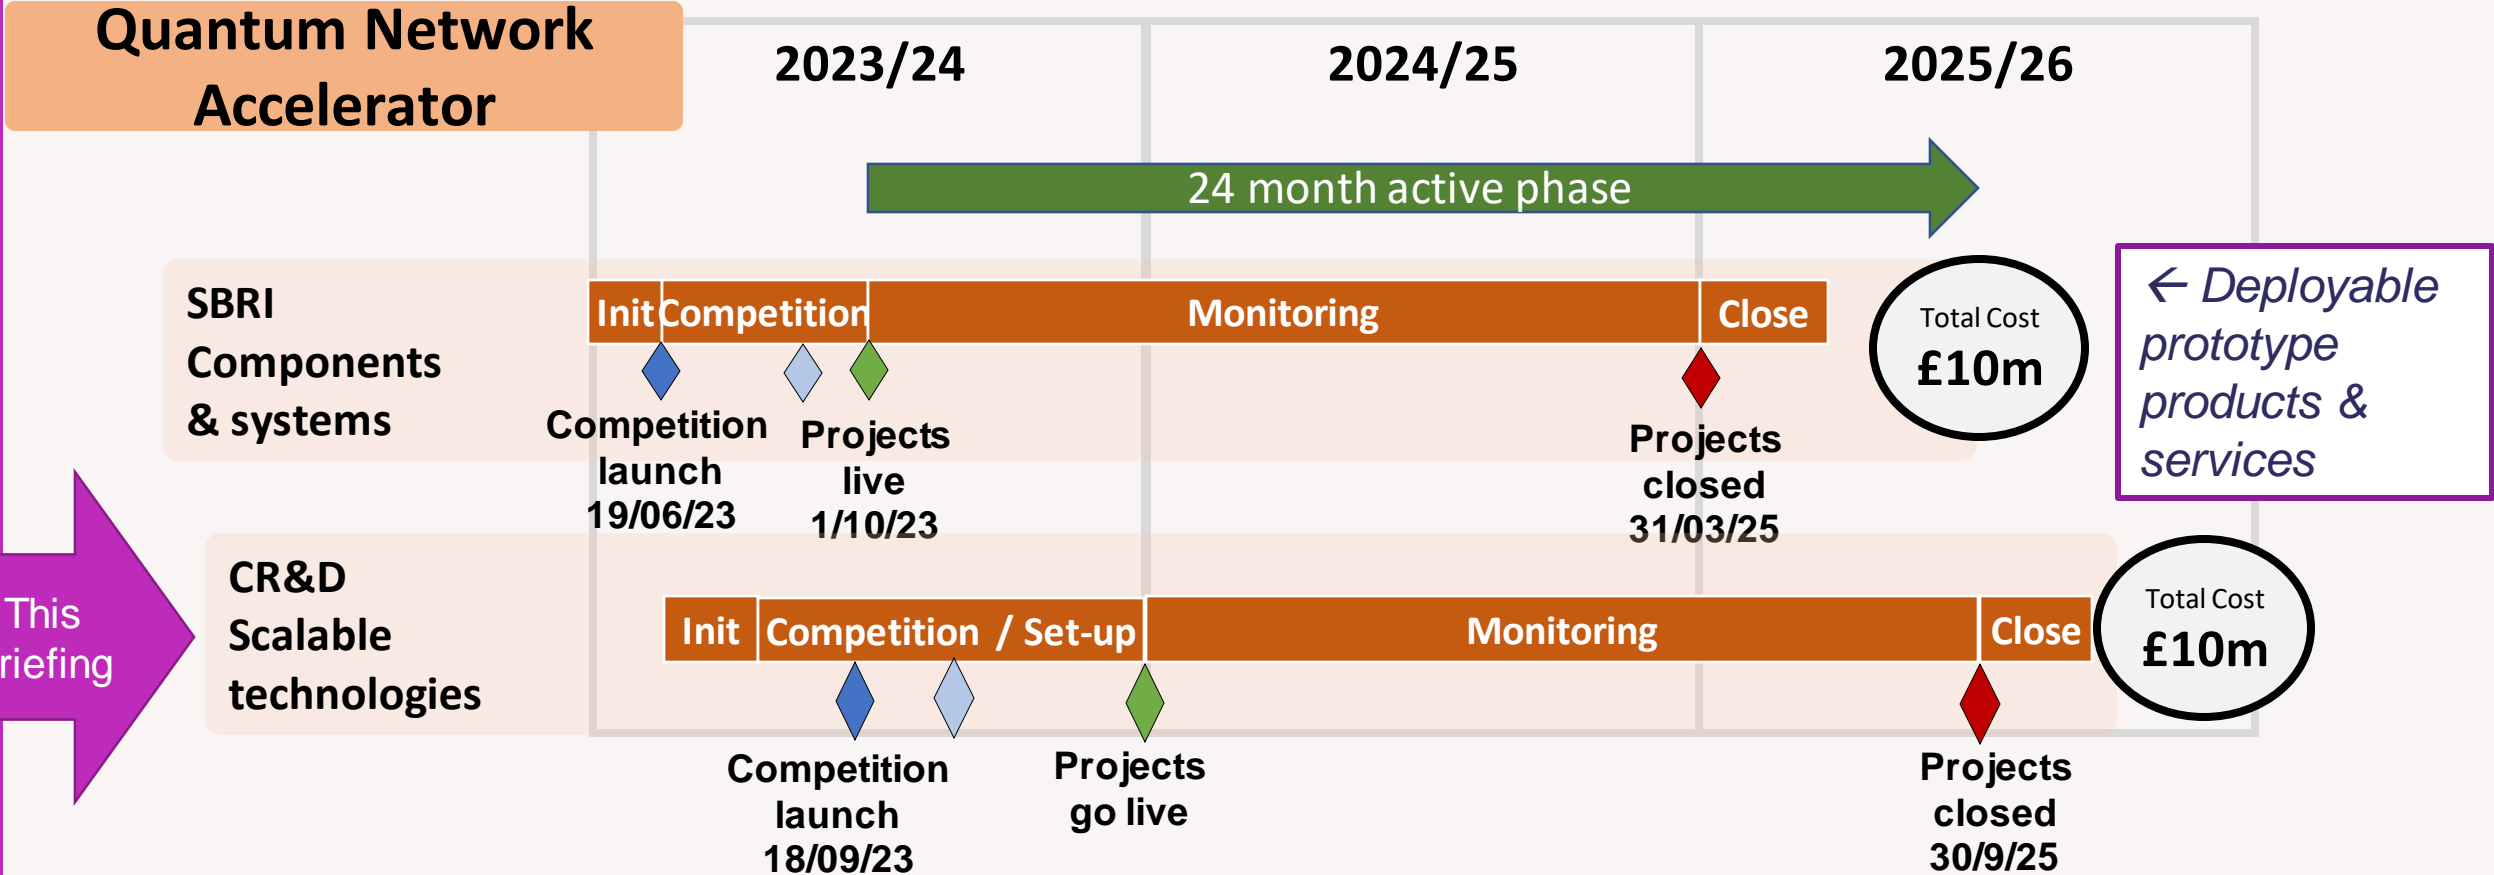 Quantum Network
Accelerator
2023/24
2024/25
2025/26
24 month active phase
SBRI
Components
& systems
Init
Competition
Monitoring
Close
Total Cost
£10m
← Deployable
prototype
products &
services
Competition
launch
19/06/23
Projects
live
1/10/23
Projects
closed
31/03/25
This
riefing
CR&D
Scalable
technologies
Init
Competition / Set-up
Monitoring
Close
Total Cost
£10m
Competition
launch
18/09/23
Projects
go live
Projects
closed
30/9/25